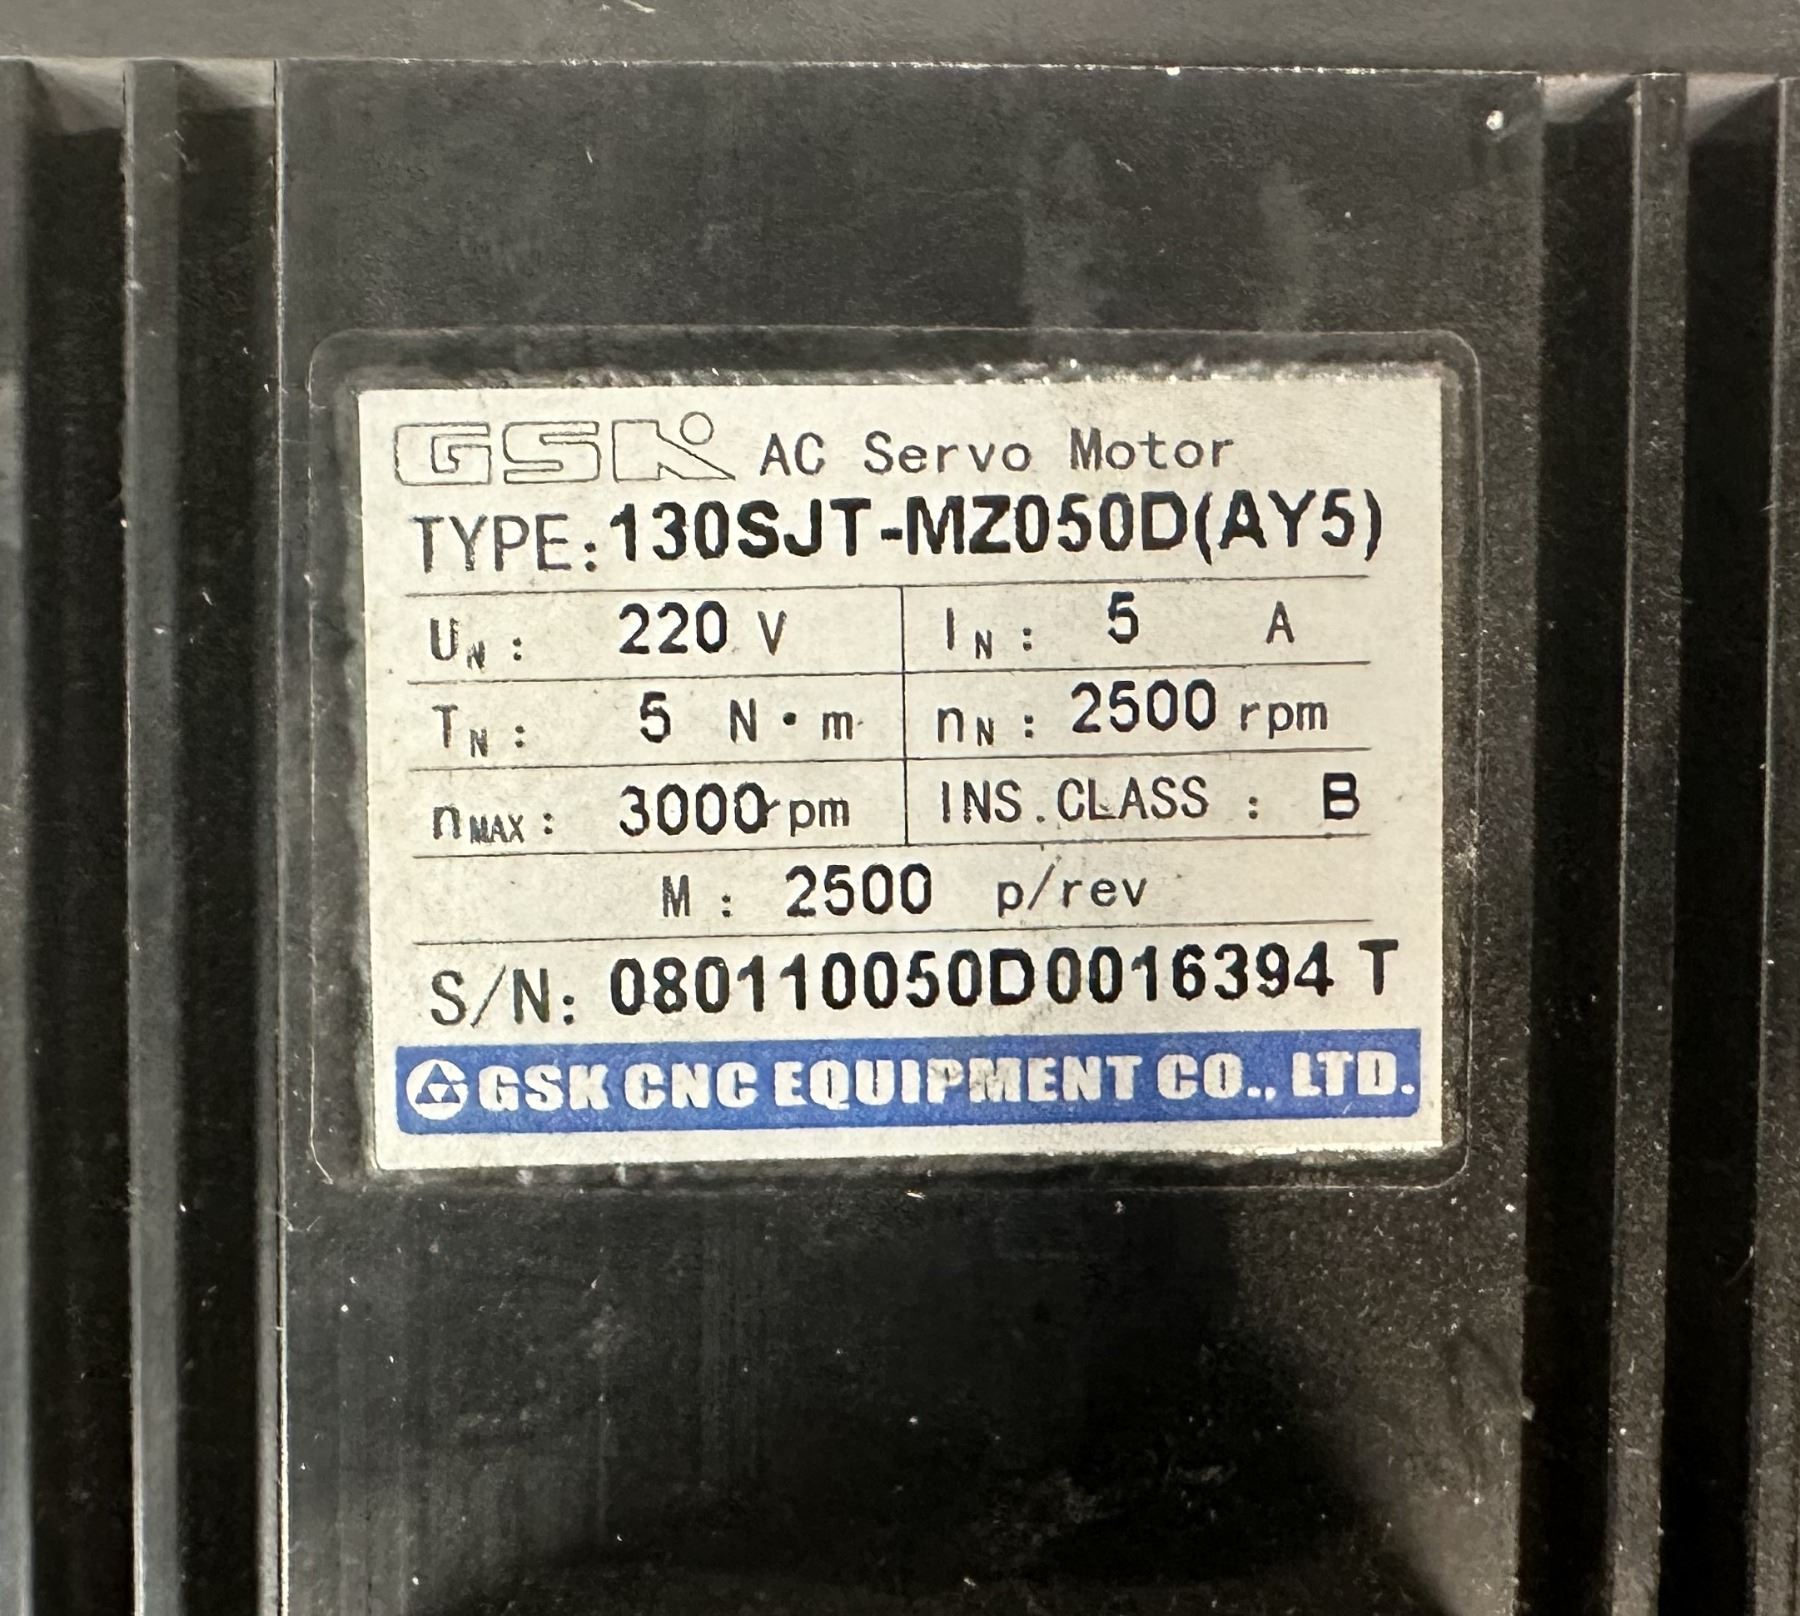 GSK AC Servo Motor
TYPE: 130SJT-MZ050D(AY5)
UN: 220 V IN: 5 A
TN: 5 N·m nN: 2500 rpm
nMAX: 3000rpm INS.CLASS: B
M: 2500 p/rev
S/N: 080110050D0016394 T
GSK CNC EQUIPMENT CO., LTD.